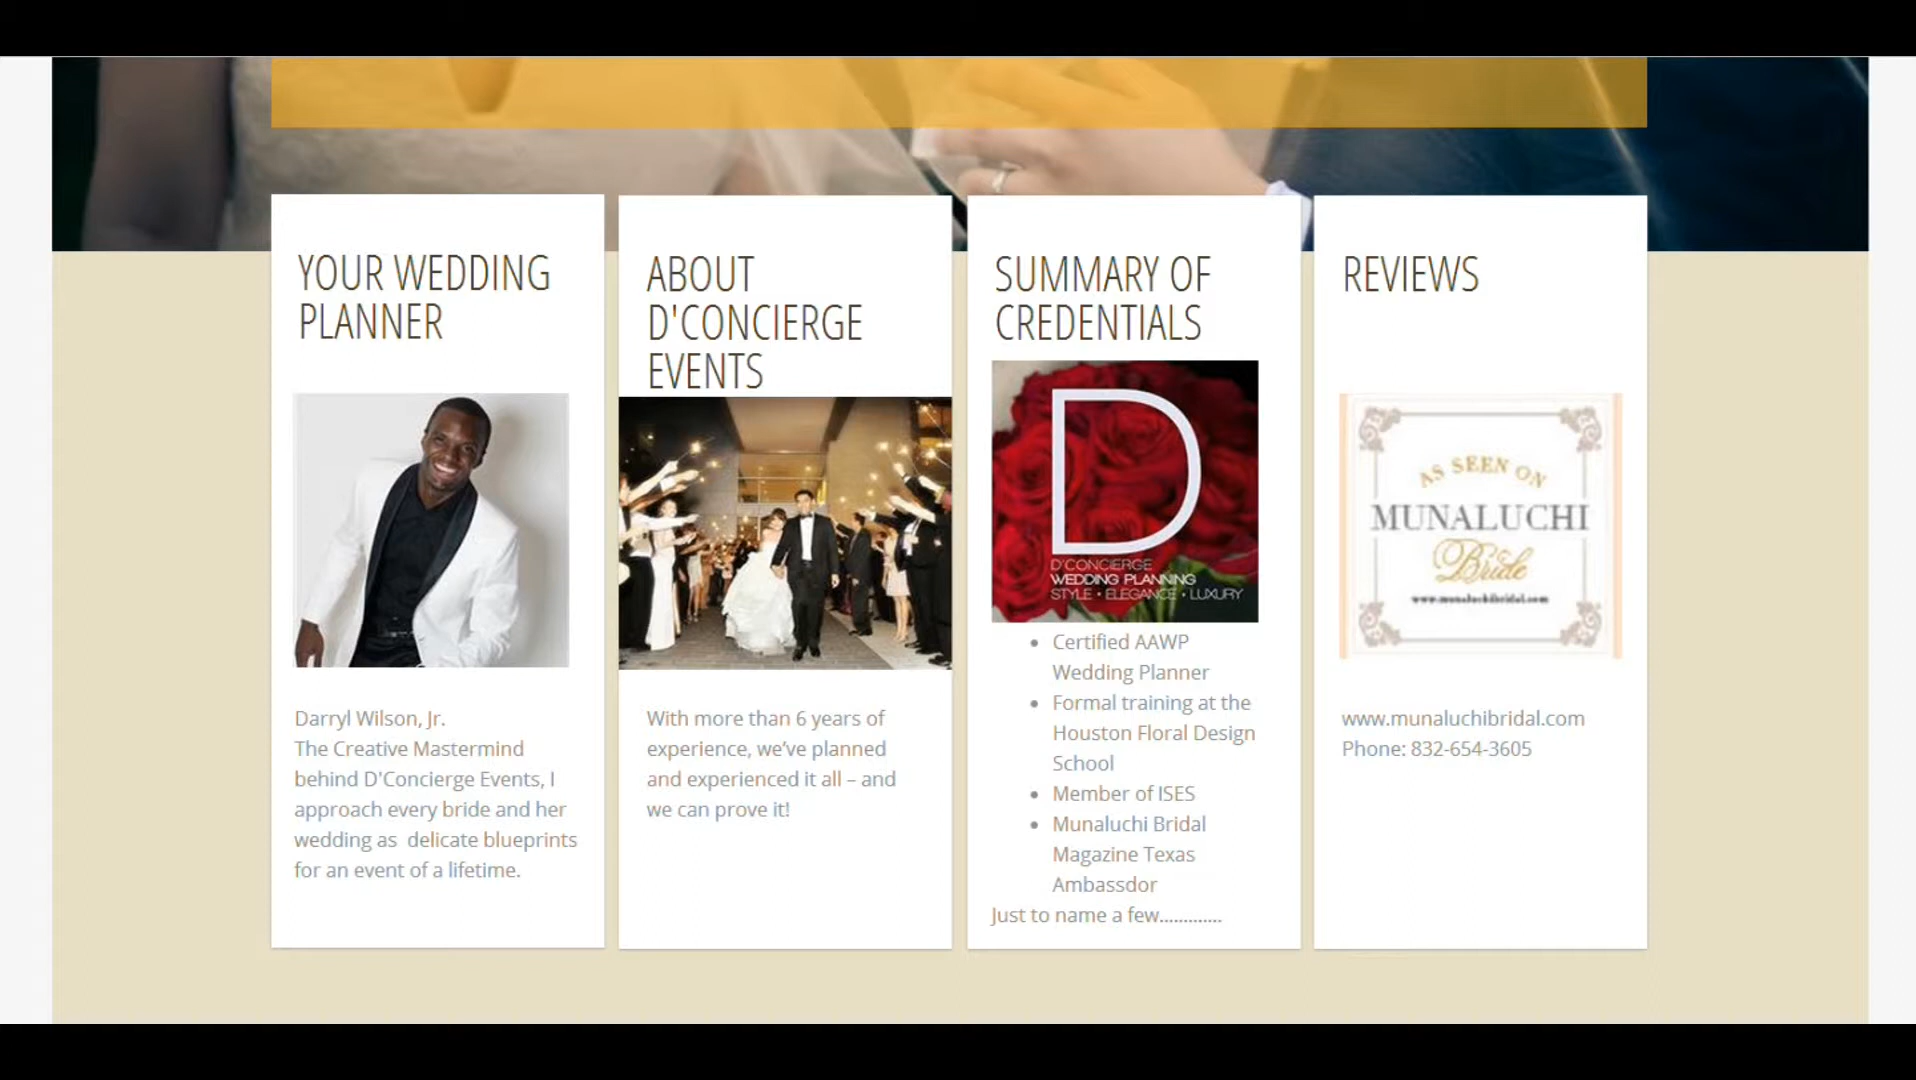 YOUR WEDDING
PLANNER
Darryl Wilson, Jr.
The Creative Mastermind
behind D'Concierge Events, I
approach every bride and her
wedding as  delicate blueprints
for an event of a lifetime.
ABOUT
D'CONCIERGE
EVENTS
With more than 6 years of
experience, we’ve planned
and experienced it all – and
we can prove it!
SUMMARY OF
CREDENTIALS
D
D'CONCIERGE
WEDDING PLANNING
STYLE • ELEGANCE • LUXURY
• Certified AAWP
Wedding Planner
• Formal training at the
Houston Floral Design
School
• Member of ISES
• Munaluchi Bridal
Magazine Texas
Ambassdor
Just to name a few.............
REVIEWS
AS SEEN ON
MUNALUCHI
Bride
www.munaluchibridal.com
www.munaluchibridal.com
Phone: 832-654-3605